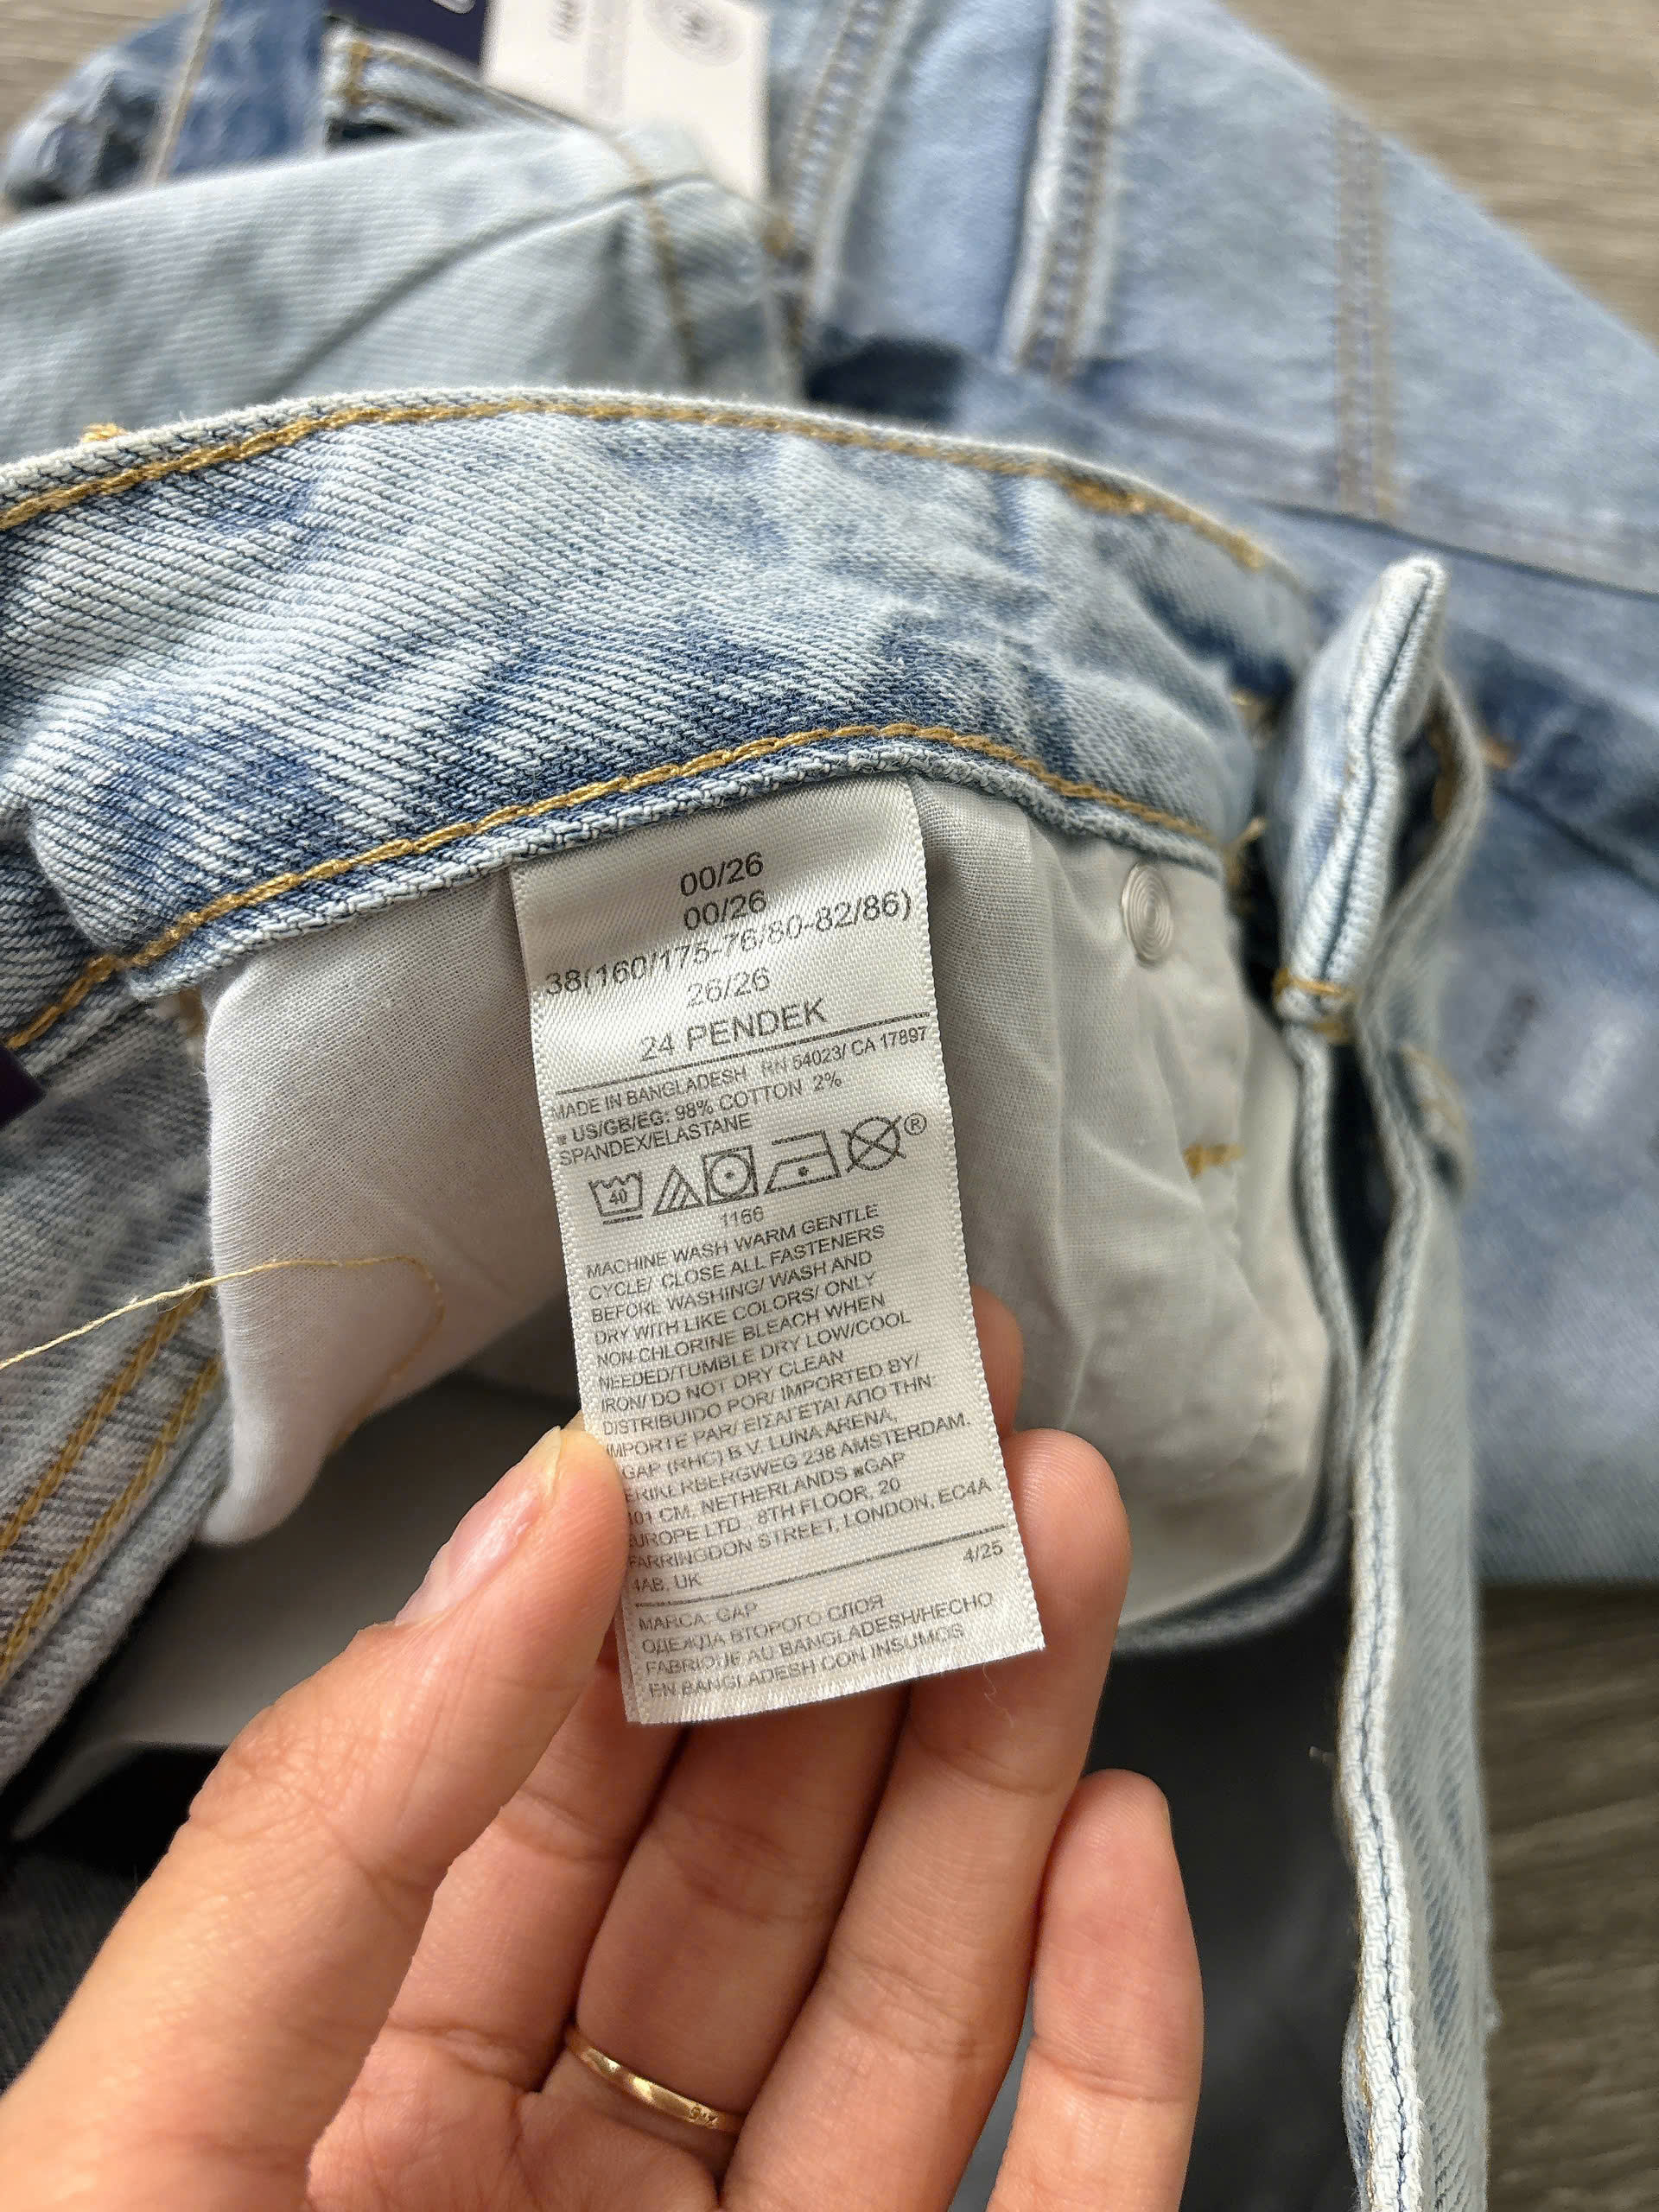 00/26
00/26
38(160/175-76/80-82/86)
26/26
24 PENDEK
MADE IN BANGLADESH RN 54023/ CA 17897
US/GB/EG: 98% COTTON 2%
SPANDEX/ELASTANE
40
®
1166
MACHINE WASH WARM GENTLE
CYCLE/ CLOSE ALL FASTENERS
BEFORE WASHING/ WASH AND
DRY WITH LIKE COLORS/ ONLY
NON-CHLORINE BLEACH WHEN
NEEDED/TUMBLE DRY LOW/COOL
IRON/ DO NOT DRY CLEAN
DISTRIBUIDO POR/ IMPORTED BY/
IMPORTE PAR/ ΕΙΣΑΓΕΤΑΙ ΑΠΟ ΤΗΝ:
GAP (RHC) B.V. LUNA ARENA,
238 AMSTERDAM.
101 CM, NETHERLANDS GAP
EUROPE LTD. 8TH FLOOR, 20
FARRINGDON STREET, LONDON, EC4A
4AB, UK
4/25
МАРСА: GAP
ОДЕЖДА ВТОРОГО СЛОЯ
FABRIQUE AU BANGLADESH/HECHO
EN BANGLADESH CON INSUMOS